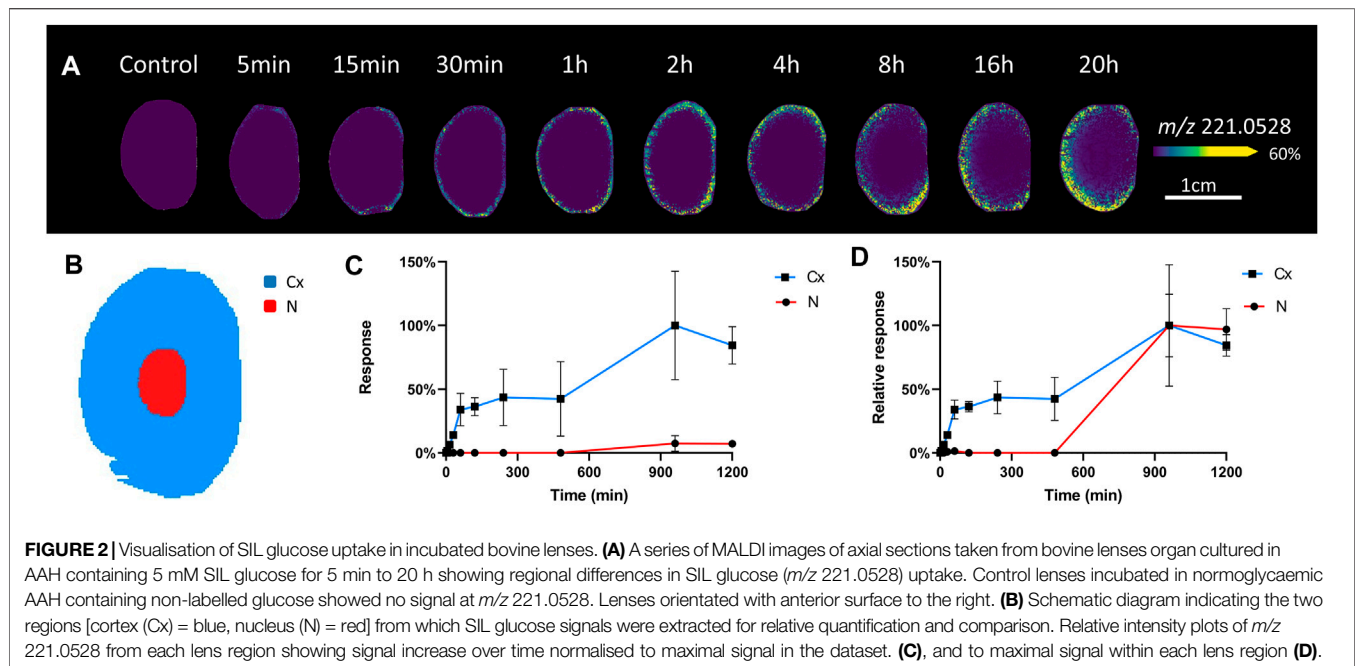 A
Control 5min 15min 30min 1h 2h 4h 8h 16h 20h
m/z 221.0528
60%
1cm
B
Cx
N
C
150%
100%
50%
0%
Response
0 300 600 900 1200
Time (min)
Cx
N
D
150%
100%
50%
0%
Relative response
0 300 600 900 1200
Time (min)
Cx
N
FIGURE 2 | Visualisation of SIL glucose uptake in incubated bovine lenses. (A) A series of MALDI images of axial sections taken from bovine lenses organ cultured in
AAH containing 5 mM SIL glucose for 5 min to 20 h showing regional differences in SIL glucose (m/z 221.0528) uptake. Control lenses incubated in normoglycaemic
AAH containing non-labelled glucose showed no signal at m/z 221.0528. Lenses orientated with anterior surface to the right. (B) Schematic diagram indicating the two
regions [cortex (Cx) = blue, nucleus (N) = red] from which SIL glucose signals were extracted for relative quantification and comparison. Relative intensity plots of m/z
221.0528 from each lens region showing signal increase over time normalised to maximal signal in the dataset. (C), and to maximal signal within each lens region (D).